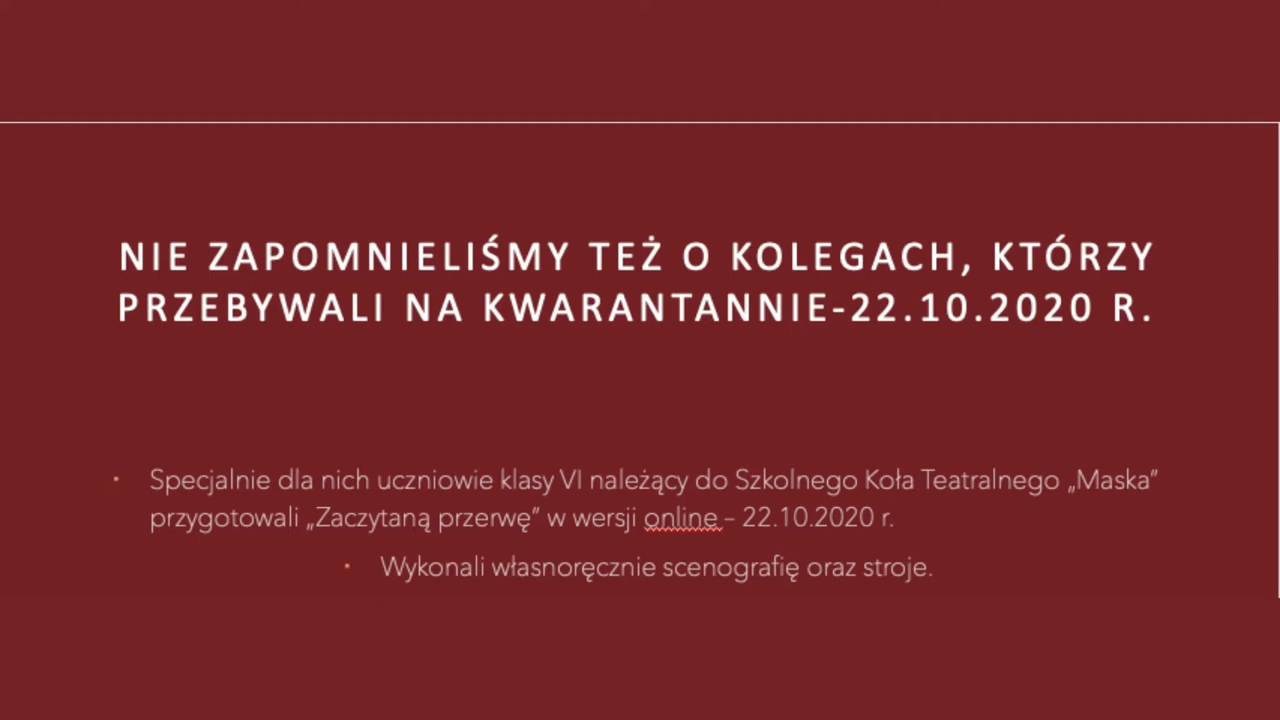 NIE ZAPOMNIELIŚMY TEŻ O KOLEGACH, KTÓRZY
PRZEBYWALI NA KWARANTANNIE-22.10.2020 R.
• Specjalnie dla nich uczniowie klasy VI należący do Szkolnego Koła Teatralnego „Maska”
przygotowali „Zaczytaną przerwę” w wersji online – 22.10.2020 r.
• Wykonali własnoręcznie scenografię oraz stroje.